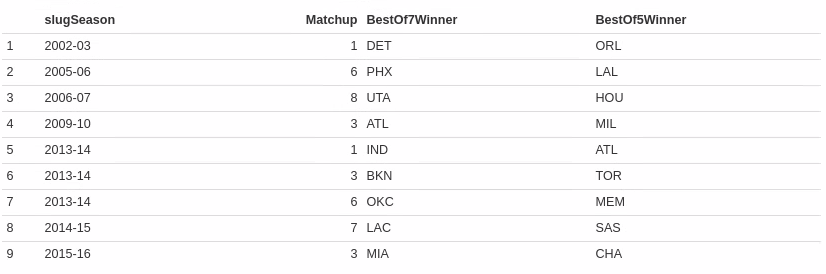 slugSeason Matchup BestOf7Winner BestOf5Winner
1 2002-03 1 DET ORL
2 2005-06 6 PHX LAL
3 2006-07 8 UTA HOU
4 2009-10 3 ATL MIL
5 2013-14 1 IND ATL
6 2013-14 3 BKN TOR
7 2013-14 6 OKC MEM
8 2014-15 7 LAC SAS
9 2015-16 3 MIA CHA